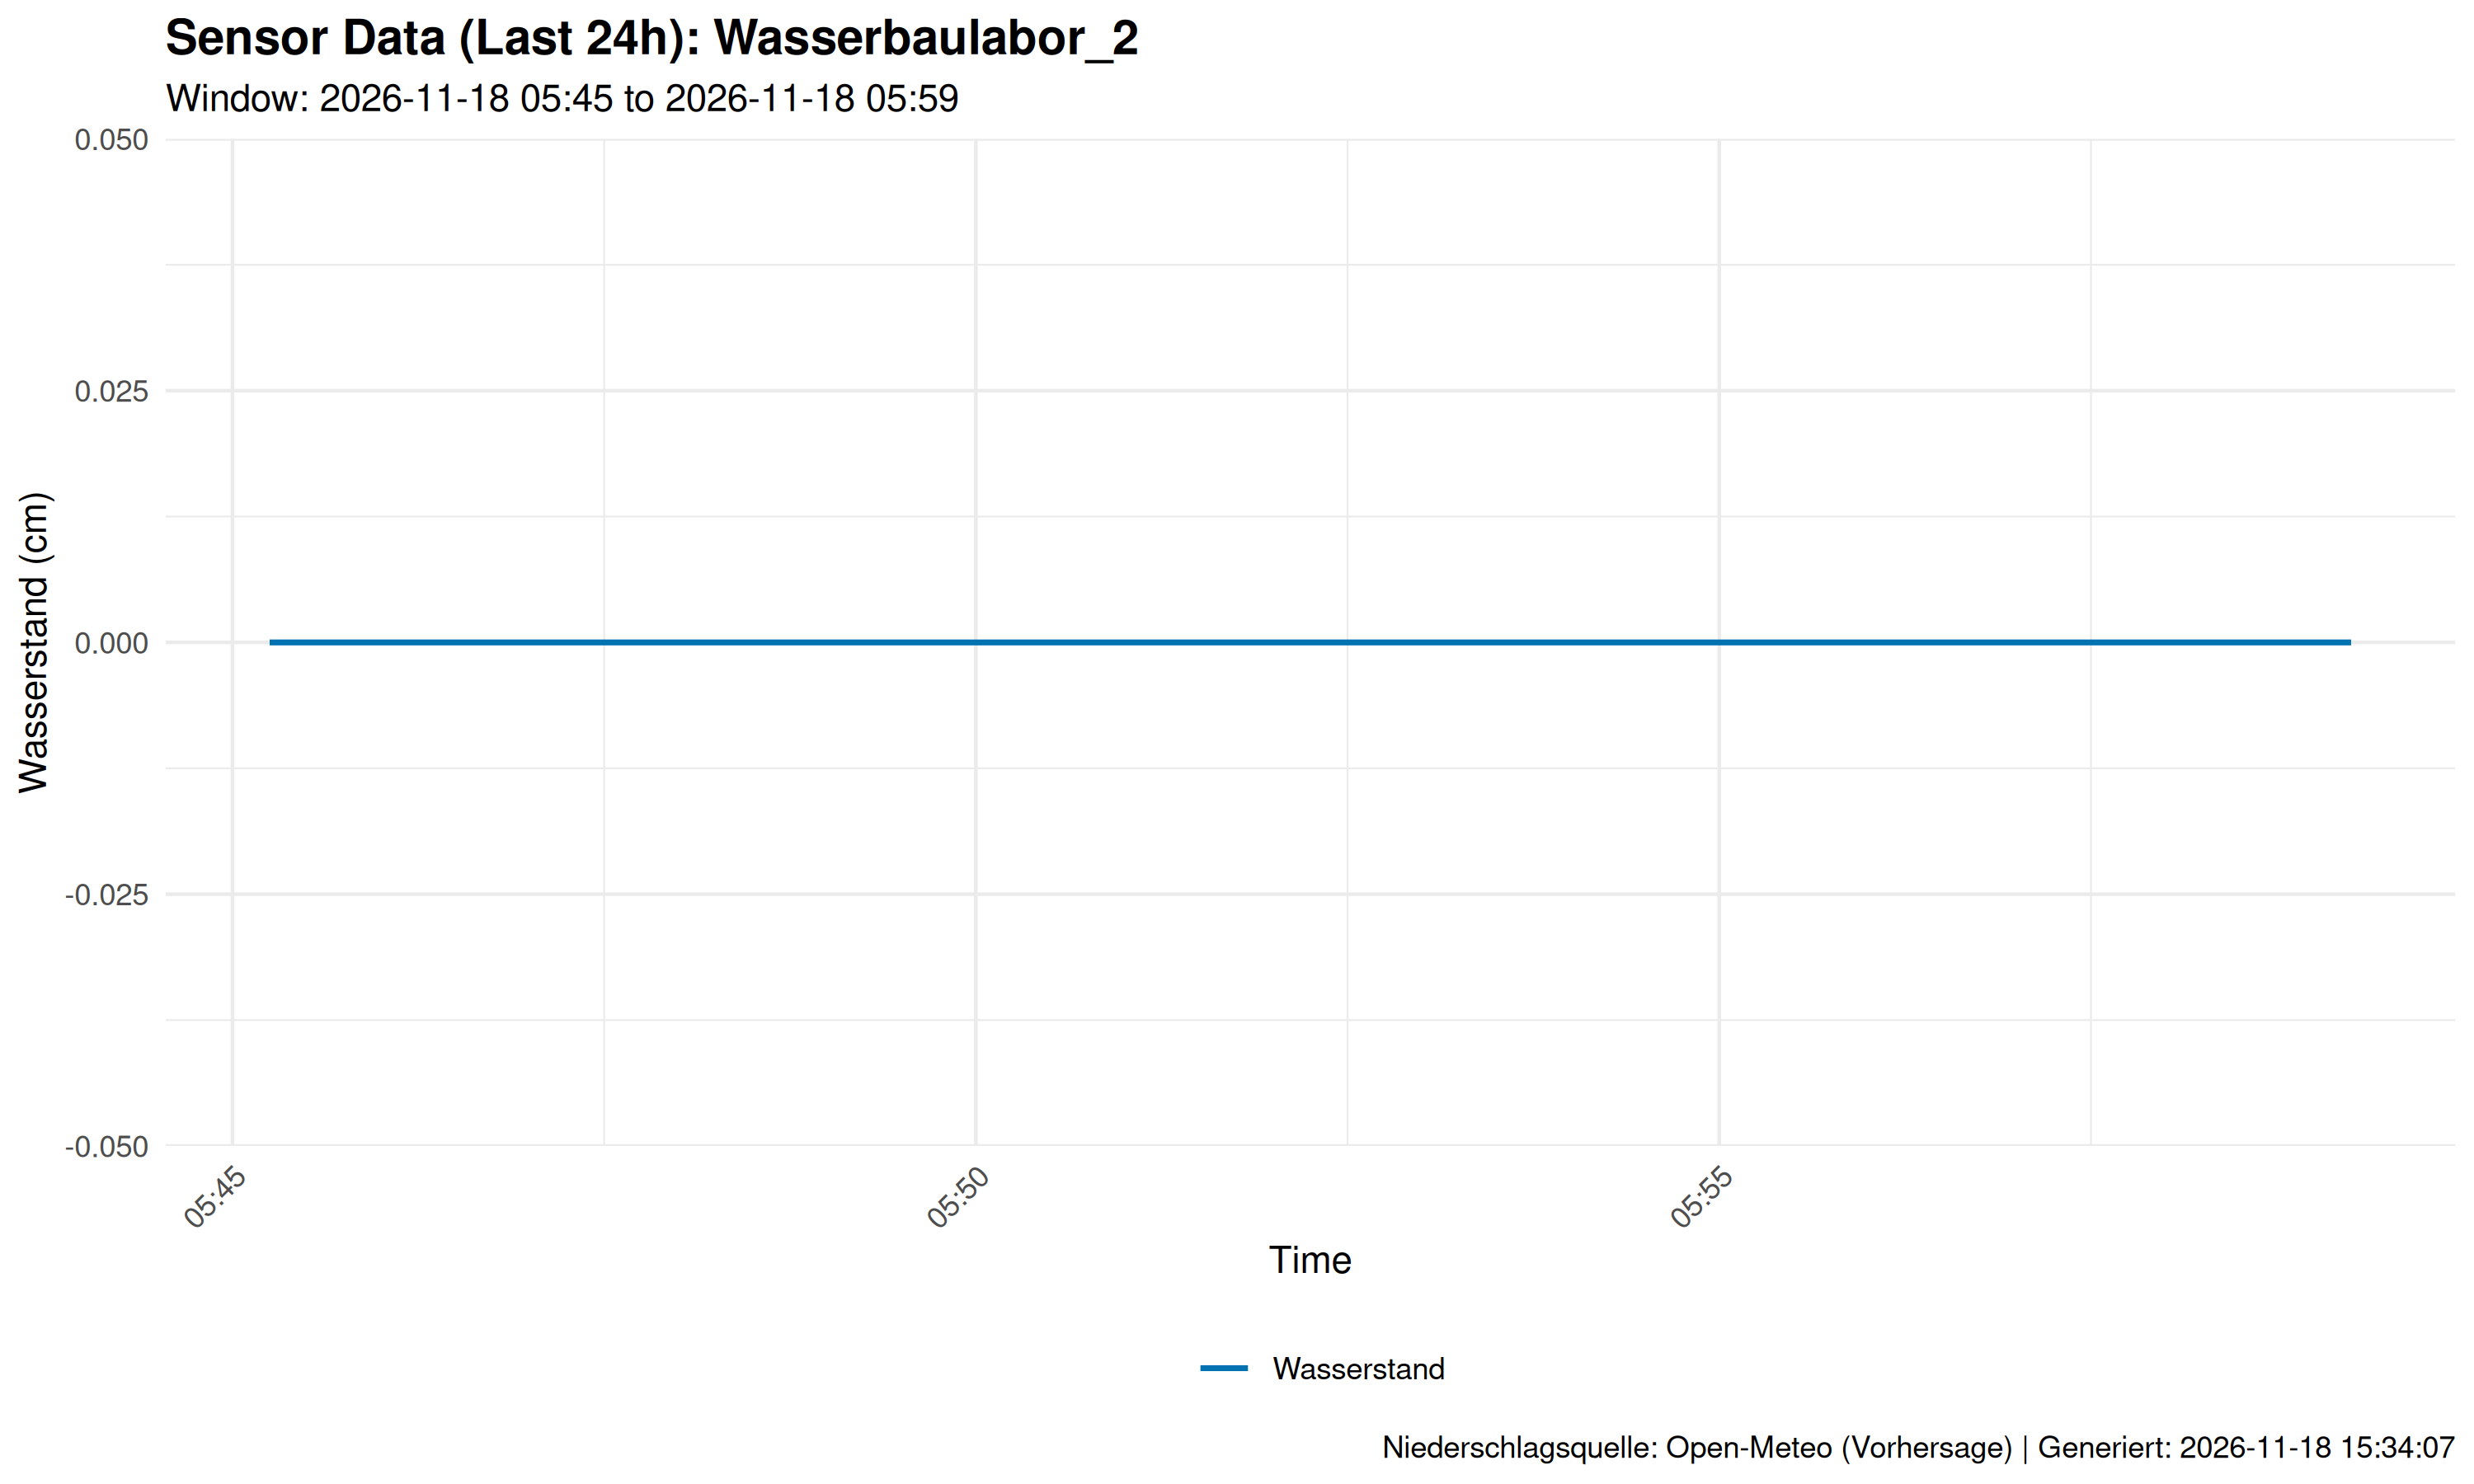 Sensor Data (Last 24h): Wasserbaulabor_2
Window: 2026-11-18 05:45 to 2026-11-18 05:59
0.050
0.025
0.000
-0.025
-0.050
Wasserstand (cm)
05:45
05:50
05:55
Time
Wasserstand
Niederschlagsquelle: Open-Meteo (Vorhersage) | Generiert: 2026-11-18 15:34:07